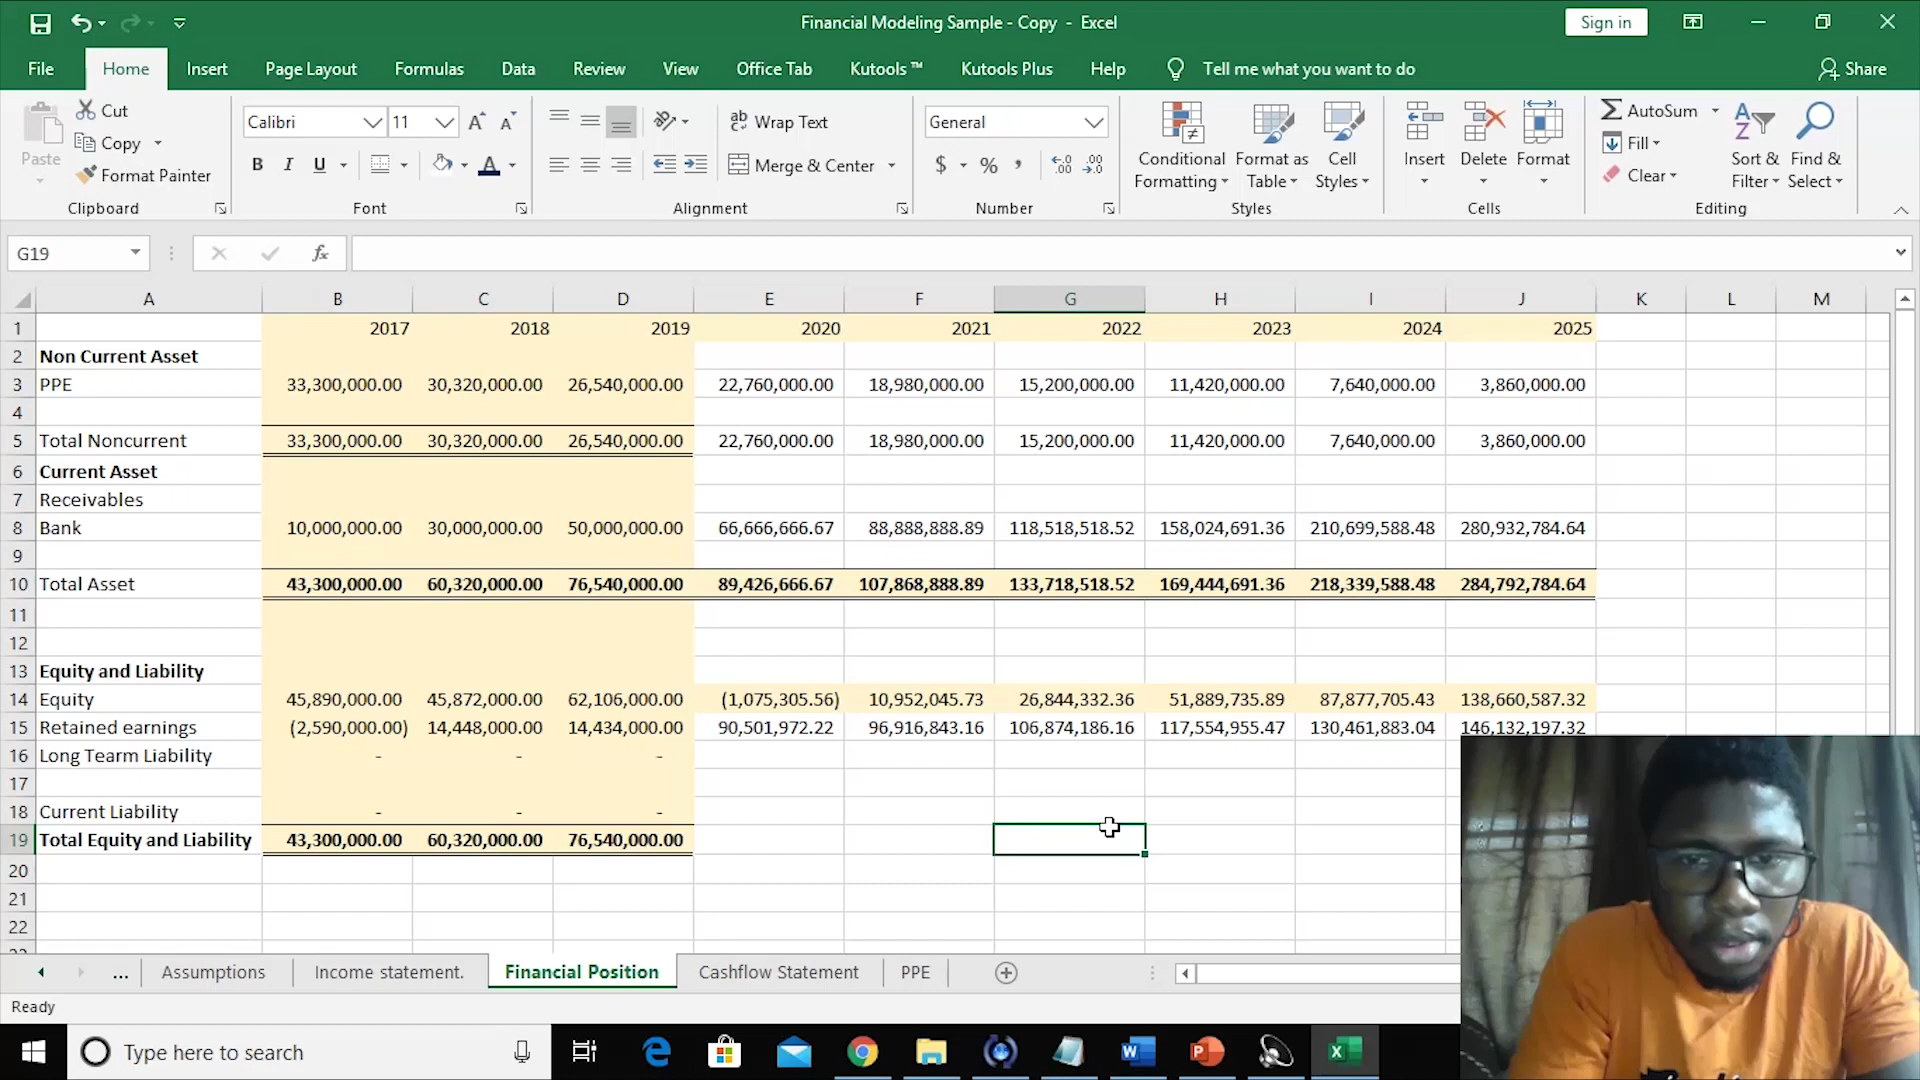 Financial Modeling Sample - Copy - Excel
Sign in
File Home Insert Page Layout Formulas Data Review View Office Tab Kutools ™ Kutools Plus Help Tell me what you want to do Share
Paste
Cut
Copy
Format Painter
Clipboard
Calibri 11
B I U
Font
Wrap Text
Merge & Center
Alignment
General
$ % ,
Number
Conditional Formatting
Format as Table
Cell Styles
Styles
Insert Delete Format
Cells
AutoSum
Fill
Clear
Sort & Filter
Find & Select
Editing
G19 fx
A B C D E F G H I J K L M
1 2017 2018 2019 2020 2021 2022 2023 2024 2025
2 Non Current Asset
3 PPE 33,300,000.00 30,320,000.00 26,540,000.00 22,760,000.00 18,980,000.00 15,200,000.00 11,420,000.00 7,640,000.00 3,860,000.00
4
5 Total Noncurrent 33,300,000.00 30,320,000.00 26,540,000.00 22,760,000.00 18,980,000.00 15,200,000.00 11,420,000.00 7,640,000.00 3,860,000.00
6 Current Asset
7 Receivables
8 Bank 10,000,000.00 30,000,000.00 50,000,000.00 66,666,666.67 88,888,888.89 118,518,518.52 158,024,691.36 210,699,588.48 280,932,784.64
9
10 Total Asset 43,300,000.00 60,320,000.00 76,540,000.00 89,426,666.67 107,868,888.89 133,718,518.52 169,444,691.36 218,339,588.48 284,792,784.64
11
12
13 Equity and Liability
14 Equity 45,890,000.00 45,872,000.00 62,106,000.00 (1,075,305.56) 10,952,045.73 26,844,332.36 51,889,735.89 87,877,705.43 138,660,587.32
15 Retained earnings (2,590,000.00) 14,448,000.00 14,434,000.00 90,501,972.22 96,916,843.16 106,874,186.16 117,554,955.47 130,461,883.04 146,132,197.32
16 Long Tearm Liability - - -
17
18 Current Liability - - -
19 Total Equity and Liability 43,300,000.00 60,320,000.00 76,540,000.00
20
21
22
... Assumptions Income statement. Financial Position Cashflow Statement PPE
Ready
Type here to search